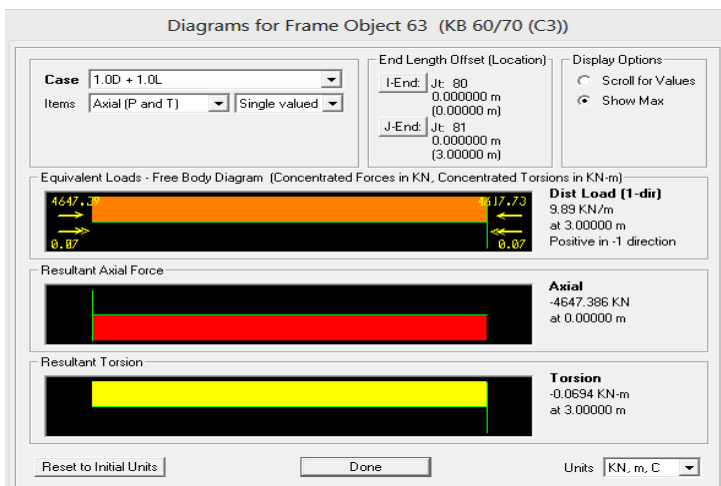 Diagrams for Frame Object 63 (KB 60/70 (C3))
Case 1.0D + 1.0L
Items Axial (P and T) Single valued
End Length Offset (Location)
I-End: Jt: 80
0.000000 m
(0.00000 m)
J-End: Jt: 81
0.000000 m
(3.00000 m)
Display Options
Scroll for Values
Show Max
Equivalent Loads - Free Body Diagram (Concentrated Forces in KN, Concentrated Torsions in KN-m)
4647.39 4617.73
0.07 0.07
Dist Load (1-dir)
9.89 KN/m
at 3.00000 m
Positive in -1 direction
Resultant Axial Force
Axial
-4647.386 KN
at 0.00000 m
Resultant Torsion
Torsion
-0.0694 KN-m
at 3.00000 m
Reset to Initial Units Done Units KN, m, C